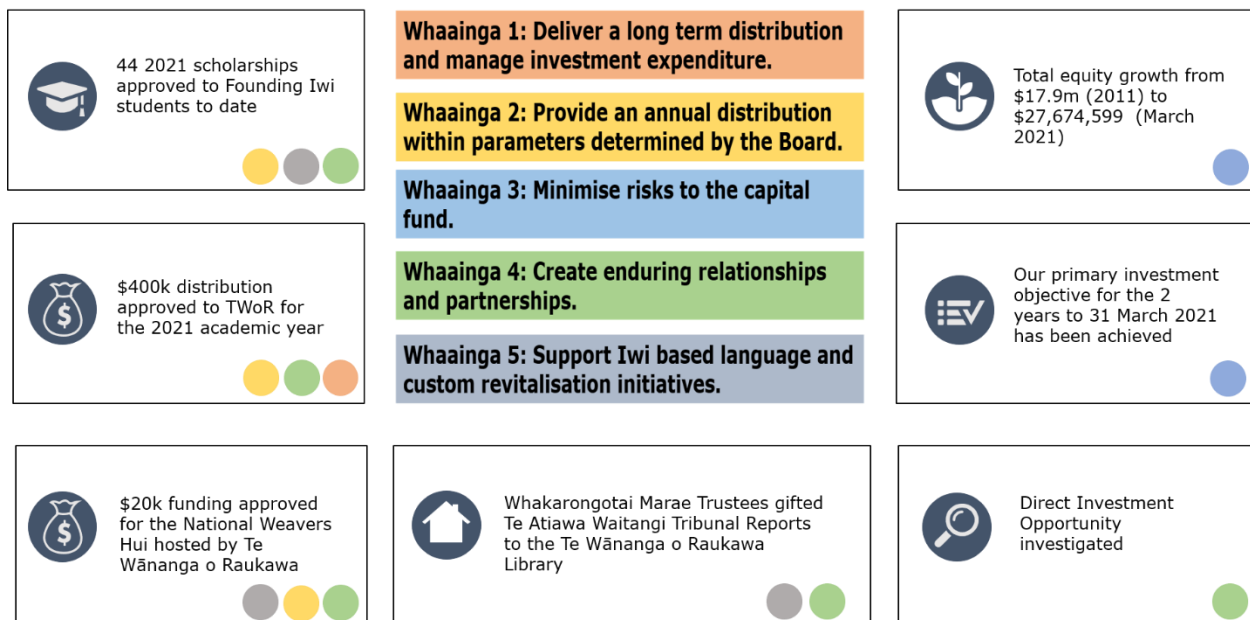 44 2021 scholarships
approved to Founding Iwi
students to date
Whaainga 1: Deliver a long term distribution
and manage investment expenditure.
Whaainga 2: Provide an annual distribution
within parameters determined by the Board.
Whaainga 3: Minimise risks to the capital
fund.
Whaainga 4: Create enduring relationships
and partnerships.
Whaainga 5: Support Iwi based language and
custom revitalisation initiatives.
Total equity growth from
$17.9m (2011) to
$27,674,599 (March
2021)
$
$400k distribution
approved to TWoR for
the 2021 academic year
Our primary investment
objective for the 2
years to 31 March 2021
has been achieved
$
$20k funding approved
for the National Weavers
Hui hosted by Te
Wānanga o Raukawa
Whakarongotai Marae Trustees gifted
Te Atiawa Waitangi Tribunal Reports
to the Te Wānanga o Raukawa
Library
Direct Investment
Opportunity
investigated